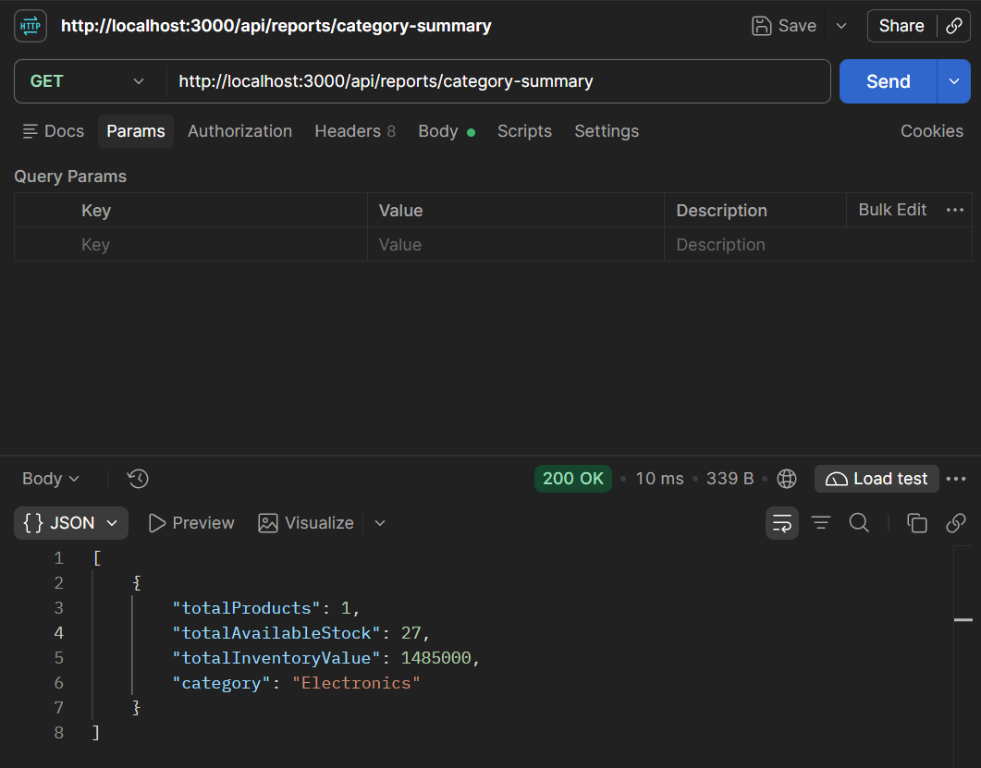 HTTP http://localhost:3000/api/reports/category-summary Save Share
GET http://localhost:3000/api/reports/category-summary Send
Docs Params Authorization Headers 8 Body Scripts Settings Cookies
Query Params
Key Value Description Bulk Edit ···
Key Value Description
Body 200 OK • 10 ms • 339 B • Load test ···
{} JSON Preview Visualize
1 [
2 {
3 "totalProducts": 1,
4 "totalAvailableStock": 27,
5 "totalInventoryValue": 1485000,
6 "category": "Electronics"
7 }
8 ]